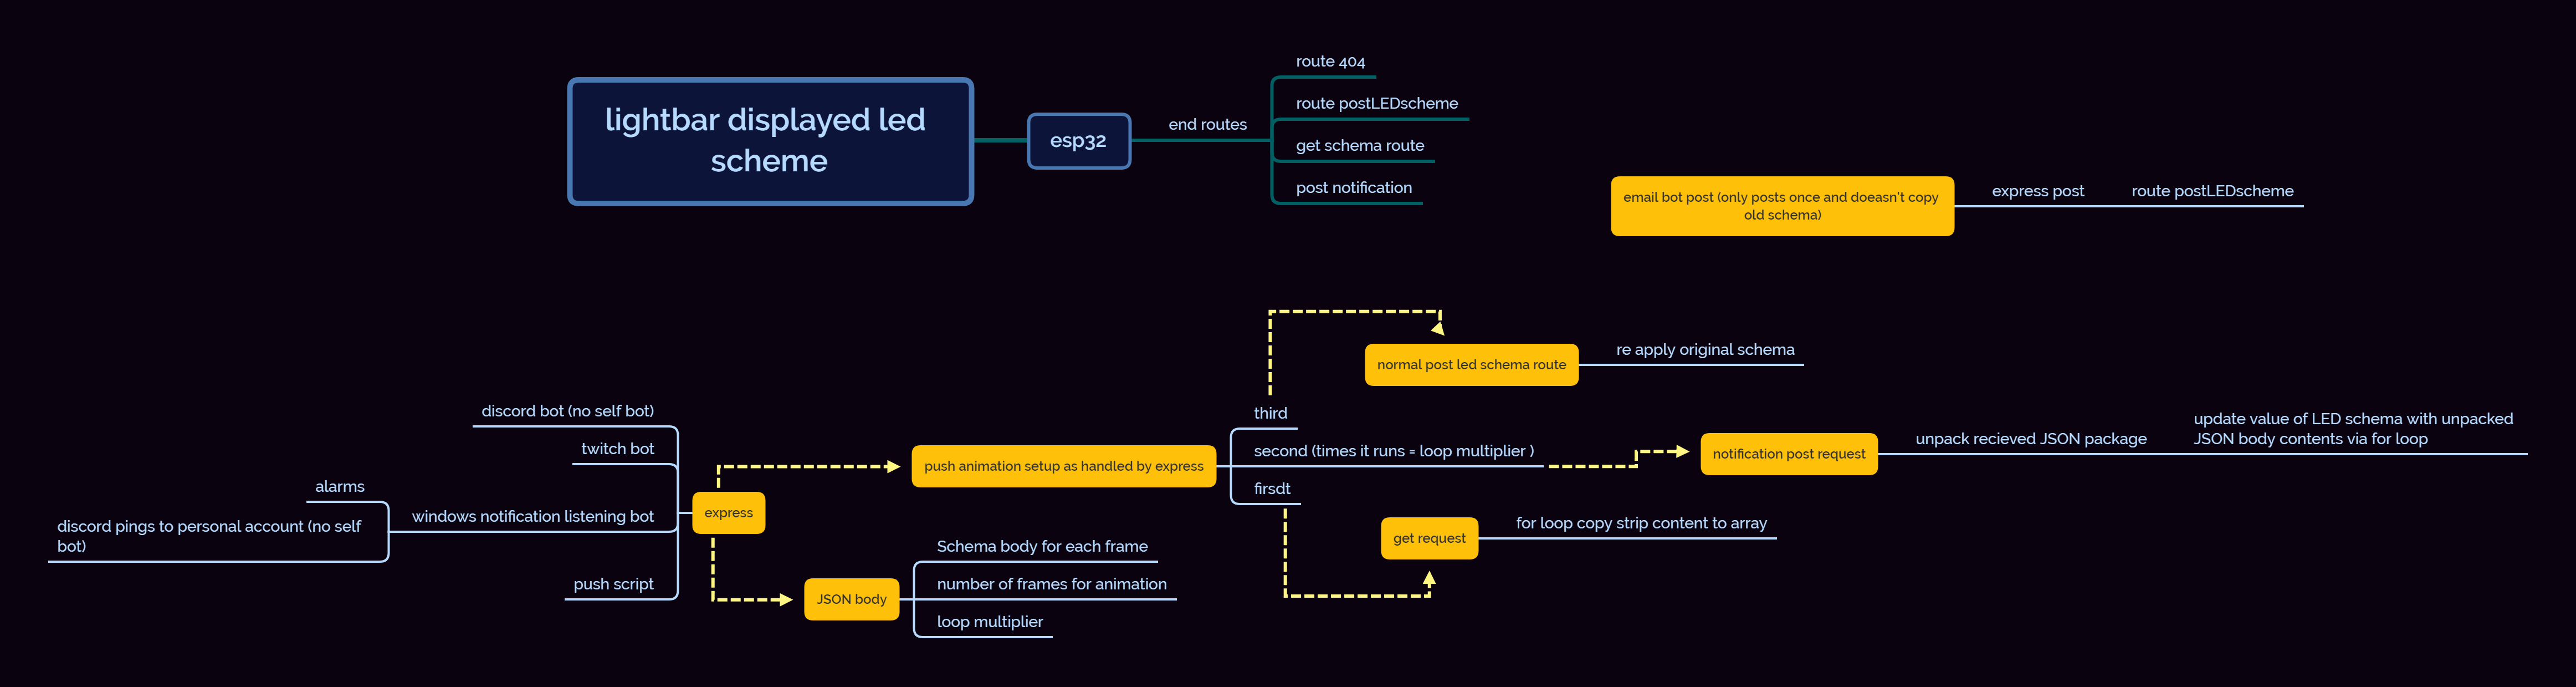 lightbar displayed led
scheme
esp32
end routes
route 404
route postLEDscheme
get schema route
post notification
email bot post (only posts once and doeasn't copy
old schema)
express post
route postLEDscheme
normal post led schema route
re apply original schema
discord bot (no self bot)
twitch bot
alarms
discord pings to personal account (no self
bot)
windows notification listening bot
push script
express
push animation setup as handled by express
third
second (times it runs = loop multiplier )
firsdt
notification post request
unpack recieved JSON package
update value of LED schema with unpacked
JSON body contents via for loop
get request
for loop copy strip content to array
JSON body
Schema body for each frame
number of frames for animation
loop multiplier